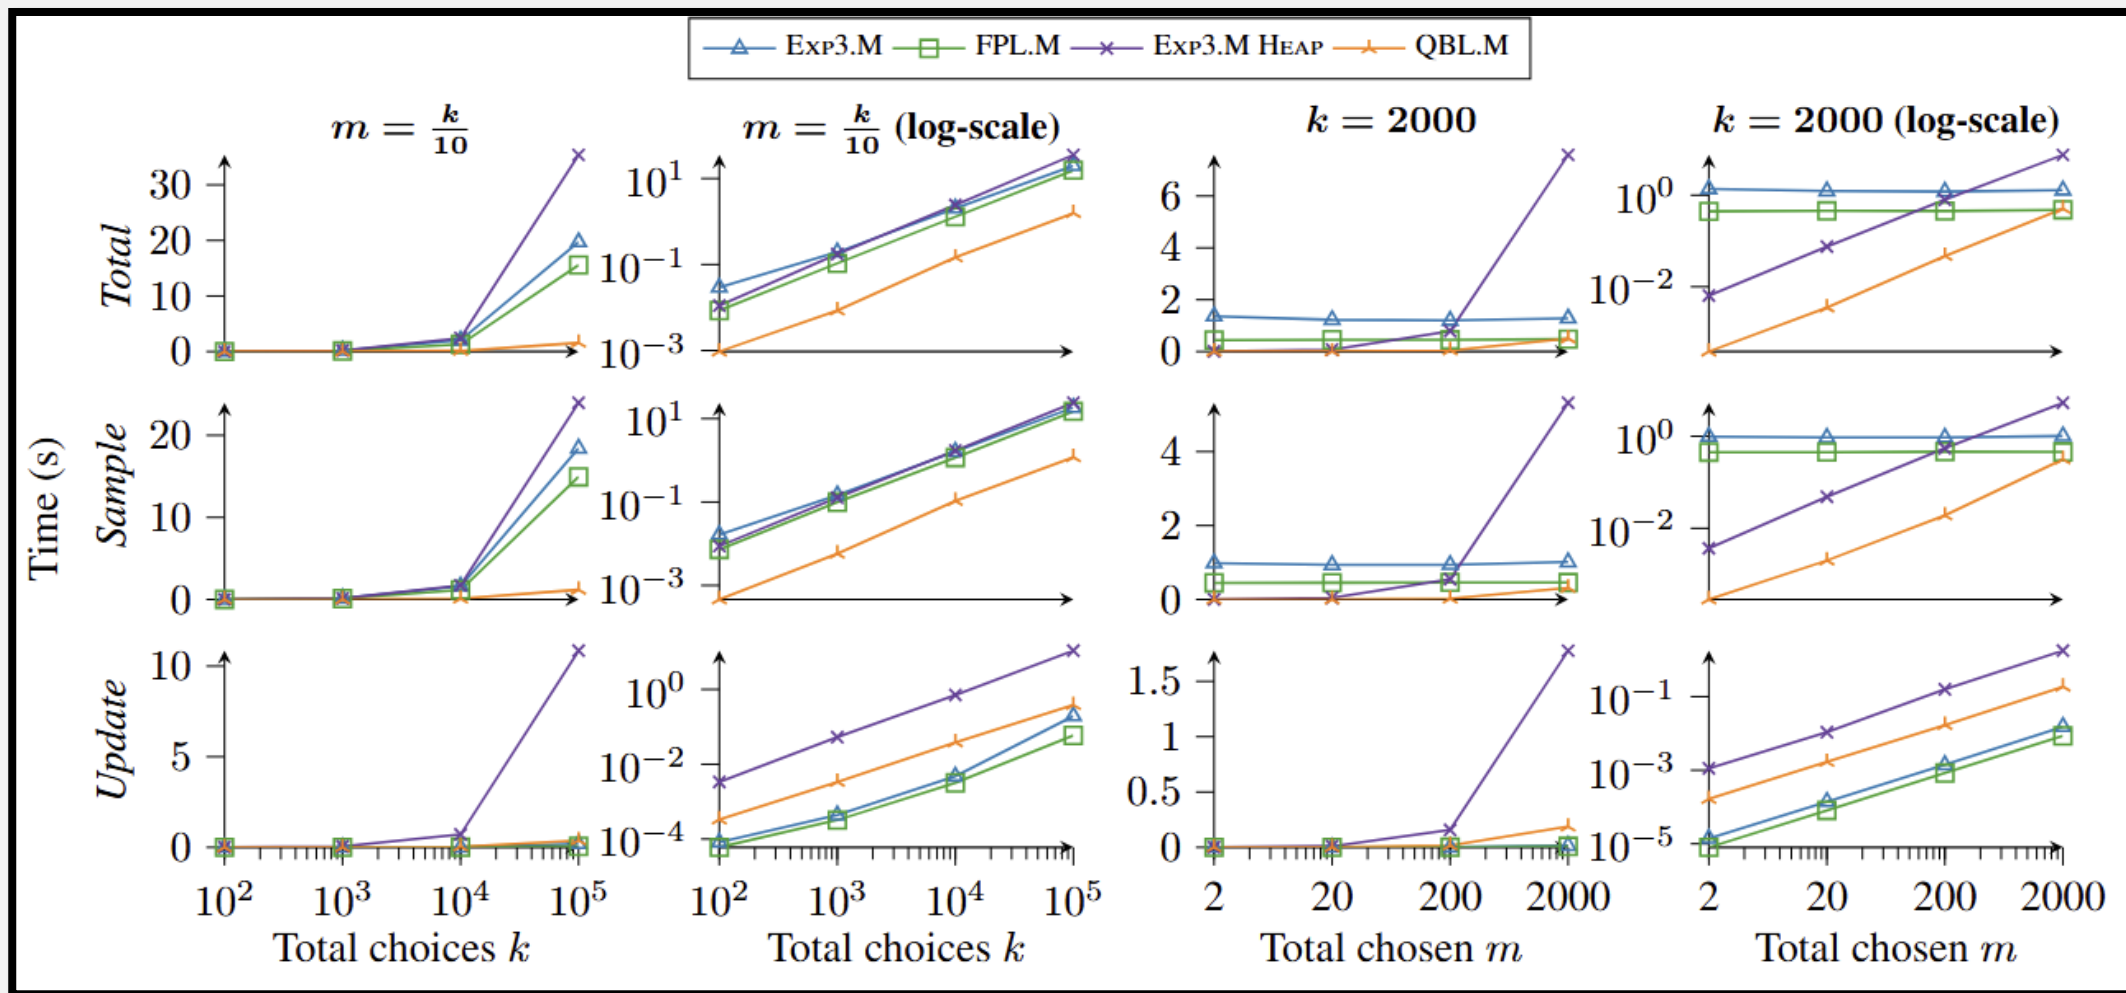 EXP3.M FPL.M EXP3.M HEAP QBL.M
m = k/10
m = k/10 (log-scale)
k = 2000
k = 2000 (log-scale)
Time (s)
Total
30
20
10
0
10^1
10^−1
10^−3
6
4
2
0
10^0
10^−2
Sample
20
10
0
10^1
10^−1
10^−3
4
2
0
10^0
10^−2
Update
10
5
0
10^0
10^−2
10^−4
1.5
1
0.5
0
10^−1
10^−3
10^−5
10^2 10^3 10^4 10^5
10^2 10^3 10^4 10^5
2 20 200 2000
2 20 200 2000
Total choices k
Total choices k
Total chosen m
Total chosen m